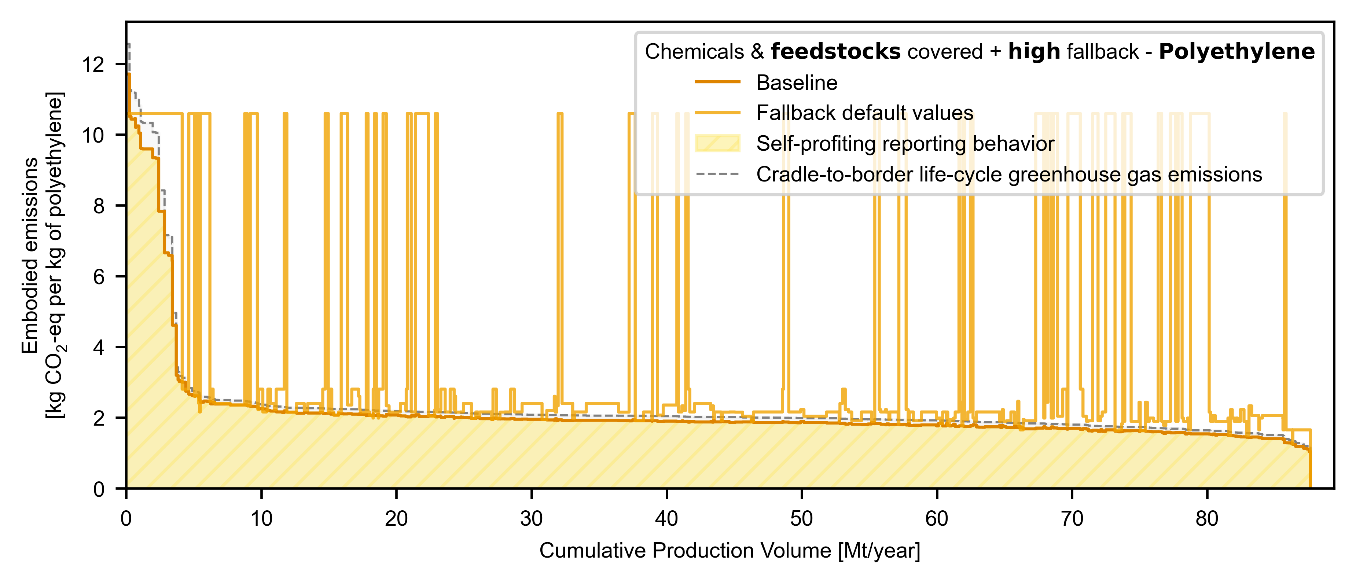 Chemicals & feedstocks covered + high fallback - Polyethylene
Baseline
Fallback default values
Self-profiting reporting behavior
Cradle-to-border life-cycle greenhouse gas emissions
Embodied emissions
[kg CO₂-eq per kg of polyethylene]
12
10
8
6
4
2
0
0 10 20 30 40 50 60 70 80
Cumulative Production Volume [Mt/year]